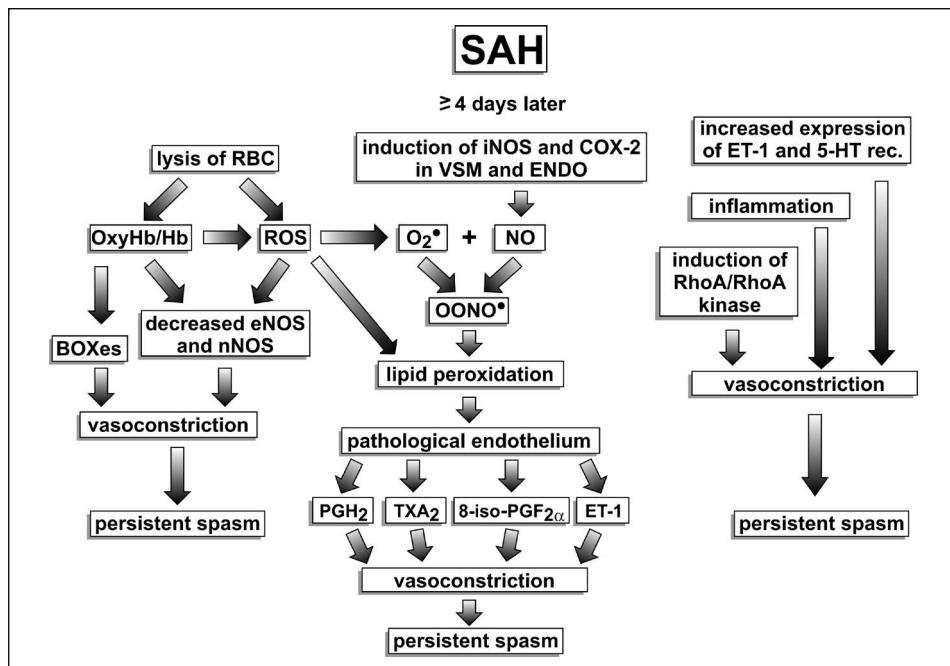 SAH
≥ 4 days later
lysis of RBC
induction of iNOS and COX-2
in VSM and ENDO
increased expression
of ET-1 and 5-HT rec.
inflammation
OxyHb/Hb
ROS
O₂• + NO
induction of
RhoA/RhoA
kinase
OONO•
BOXes
decreased eNOS
and nNOS
lipid peroxidation
vasoconstriction
vasoconstriction
pathological endothelium
PGH₂
TXA₂
8-iso-PGF₂α
ET-1
persistent spasm
persistent spasm
vasoconstriction
persistent spasm